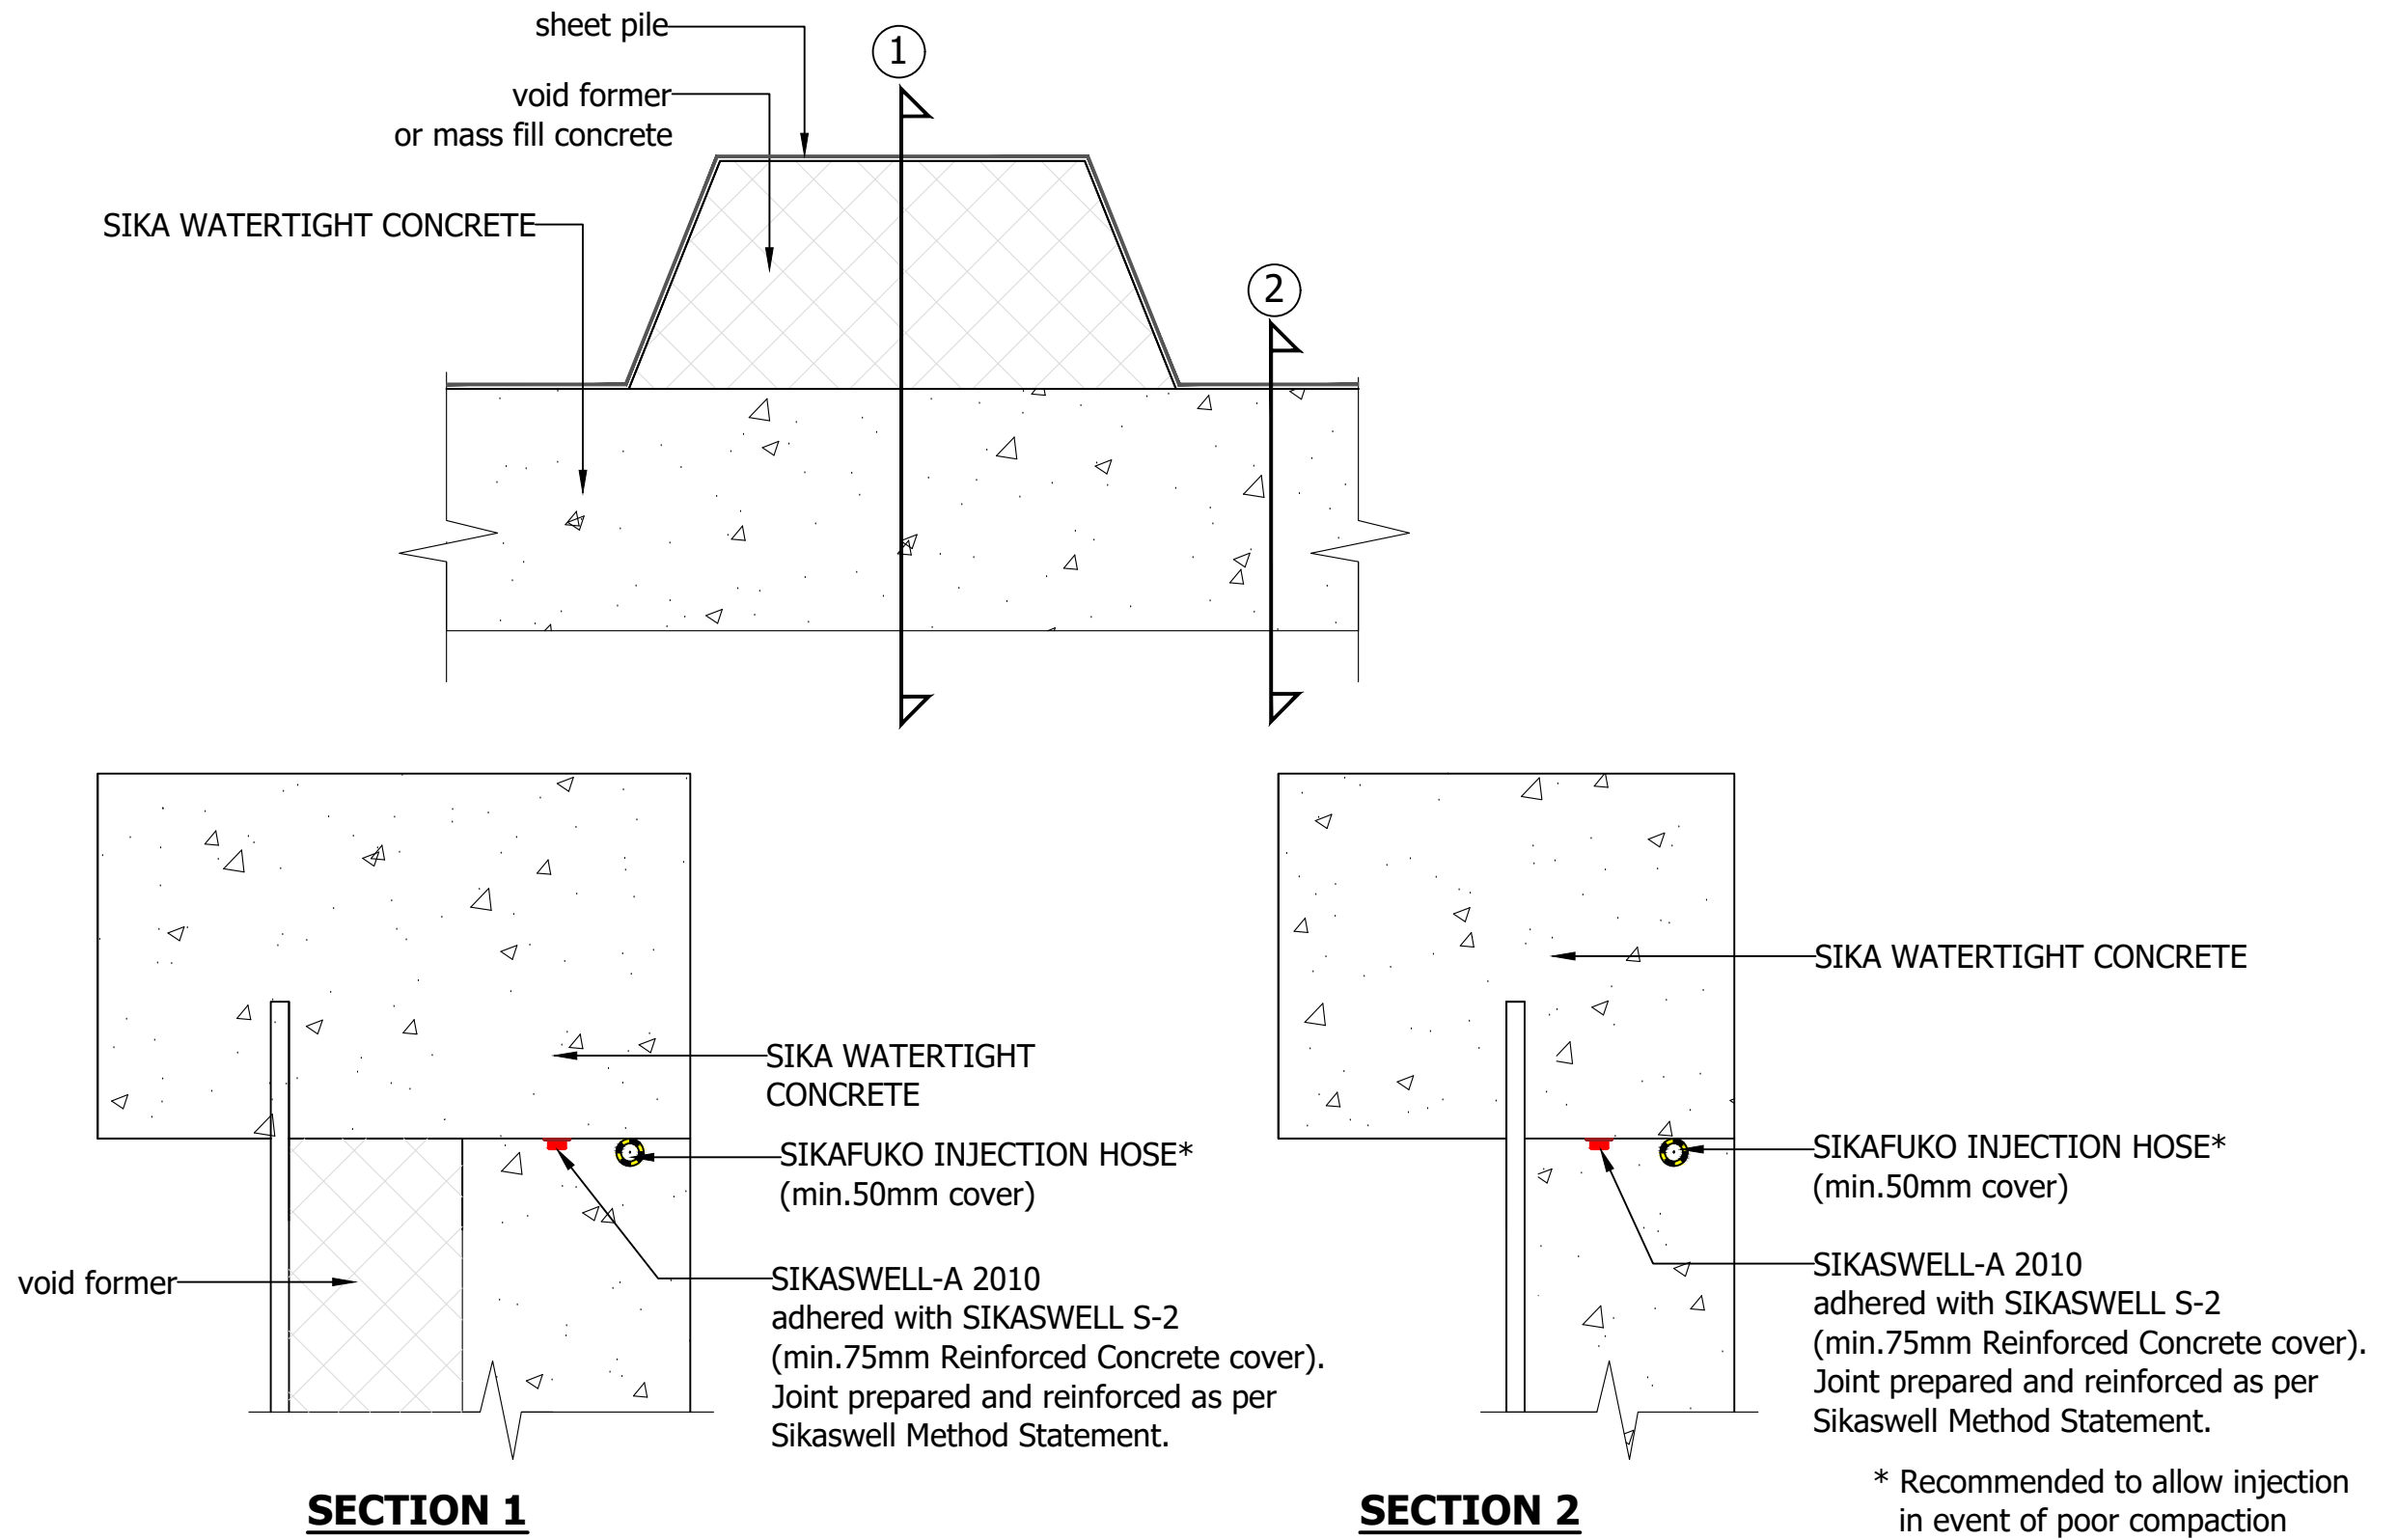 sheet pile
1
void former
or mass fill concrete
SIKA WATERTIGHT CONCRETE
2
SIKA WATERTIGHT
CONCRETE
SIKAFUKO INJECTION HOSE*
(min.50mm cover)
void former
SIKASWELL-A 2010
adhered with SIKASWELL S-2
(min.75mm Reinforced Concrete cover).
Joint prepared and reinforced as per
Sikaswell Method Statement.
SECTION 1
SIKA WATERTIGHT CONCRETE
SIKAFUKO INJECTION HOSE*
(min.50mm cover)
SIKASWELL-A 2010
adhered with SIKASWELL S-2
(min.75mm Reinforced Concrete cover).
Joint prepared and reinforced as per
Sikaswell Method Statement.
SECTION 2
* Recommended to allow injection
in event of poor compaction